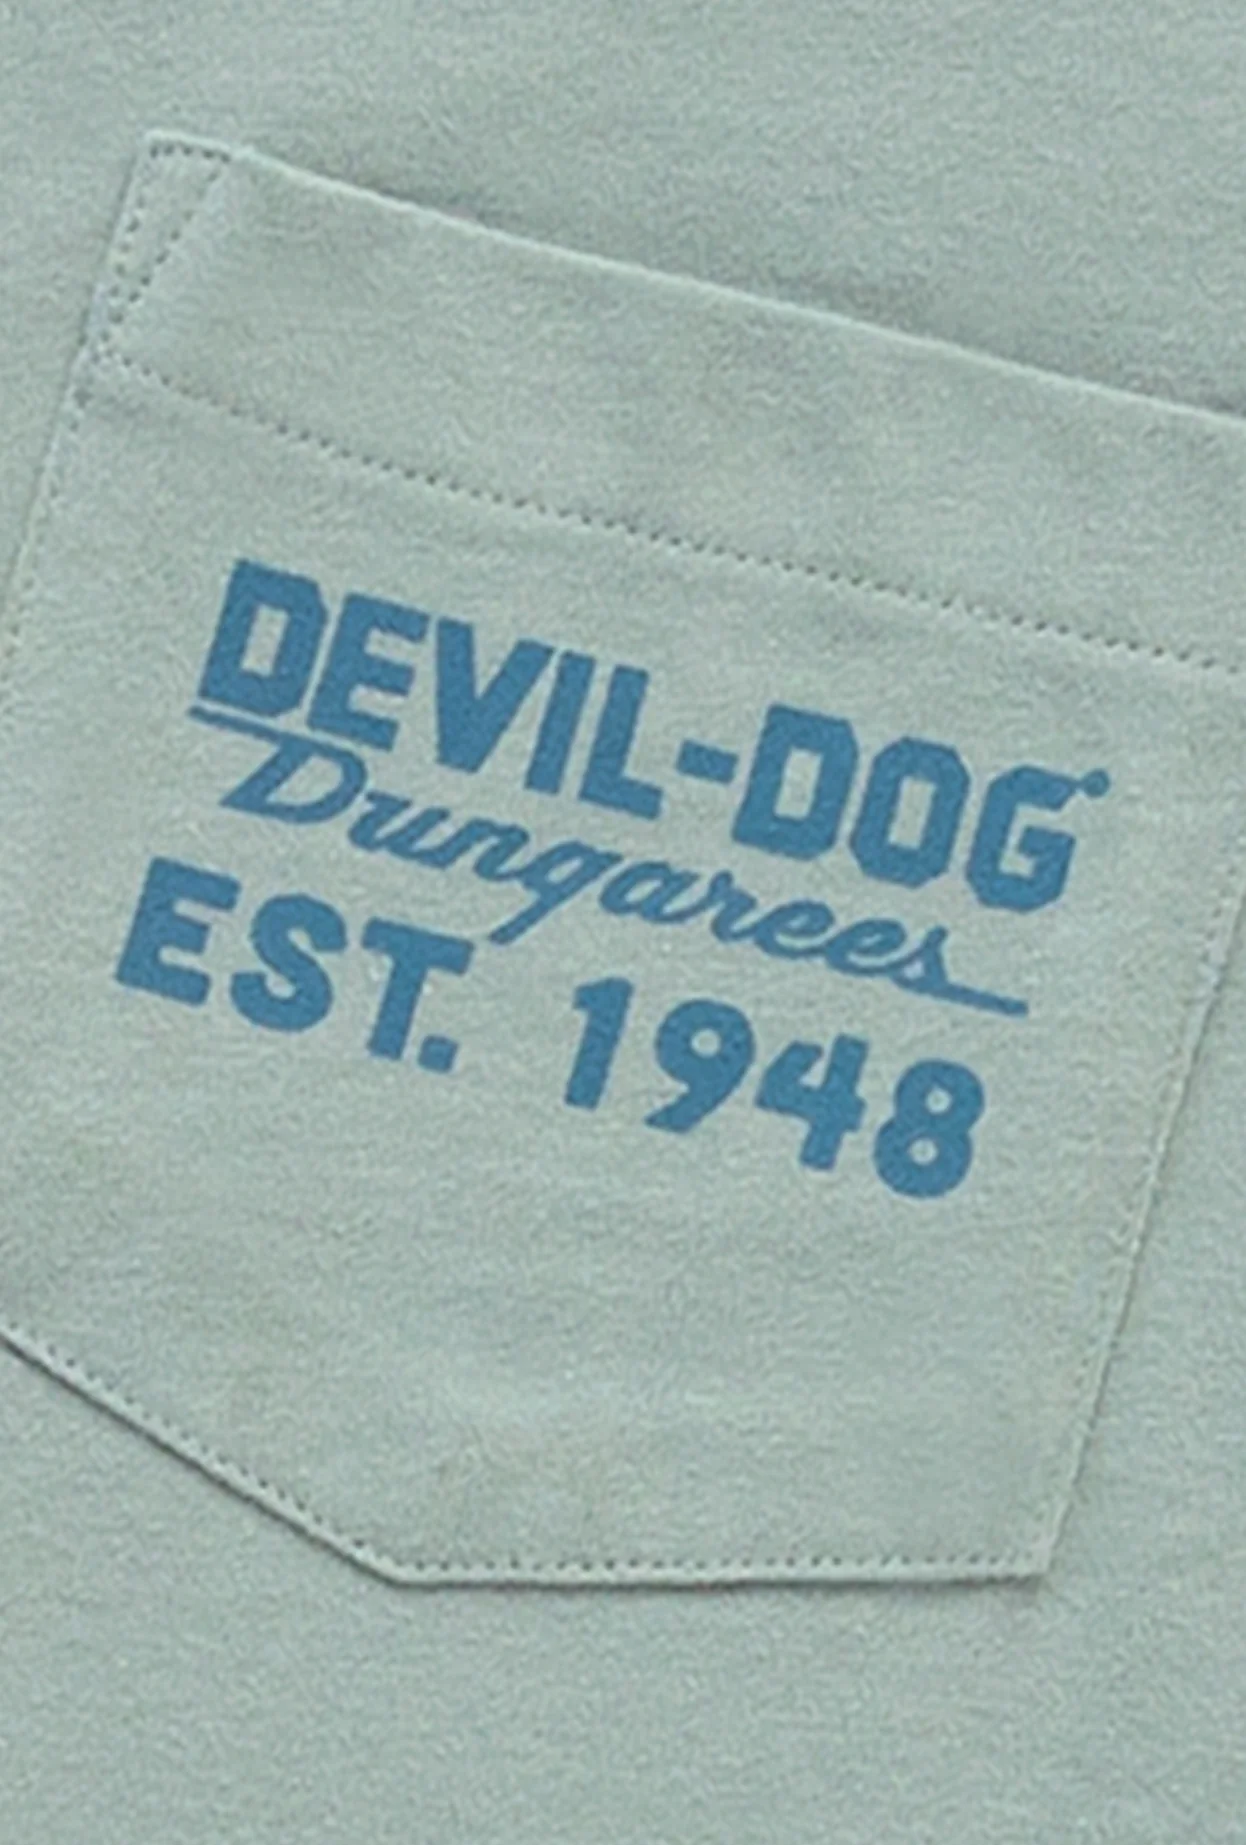 DEVIL-DOG
Dungarees
EST. 1948